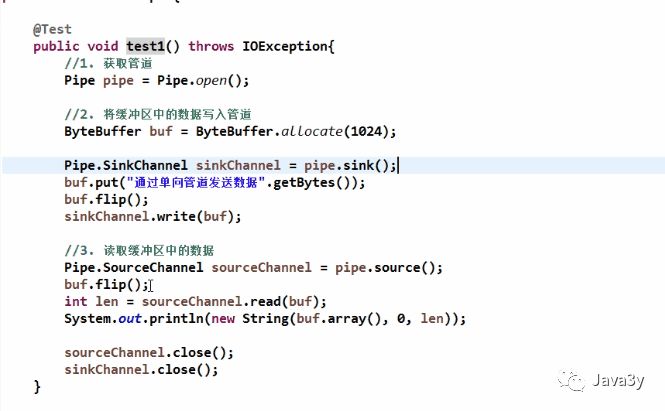 @Test
public void test1() throws IOException{
//1. 获取管道
Pipe pipe = Pipe.open();
//2. 将缓冲区中的数据写入管道
ByteBuffer buf = ByteBuffer.allocate(1024);
Pipe.SinkChannel sinkChannel = pipe.sink();
buf.put("通过单向管道发送数据".getBytes());
buf.flip();
sinkChannel.write(buf);
//3. 读取缓冲区中的数据
Pipe.SourceChannel sourceChannel = pipe.source();
buf.flip();
int len = sourceChannel.read(buf);
System.out.println(new String(buf.array(), 0, len));
sourceChannel.close();
sinkChannel.close();
}
Java3y